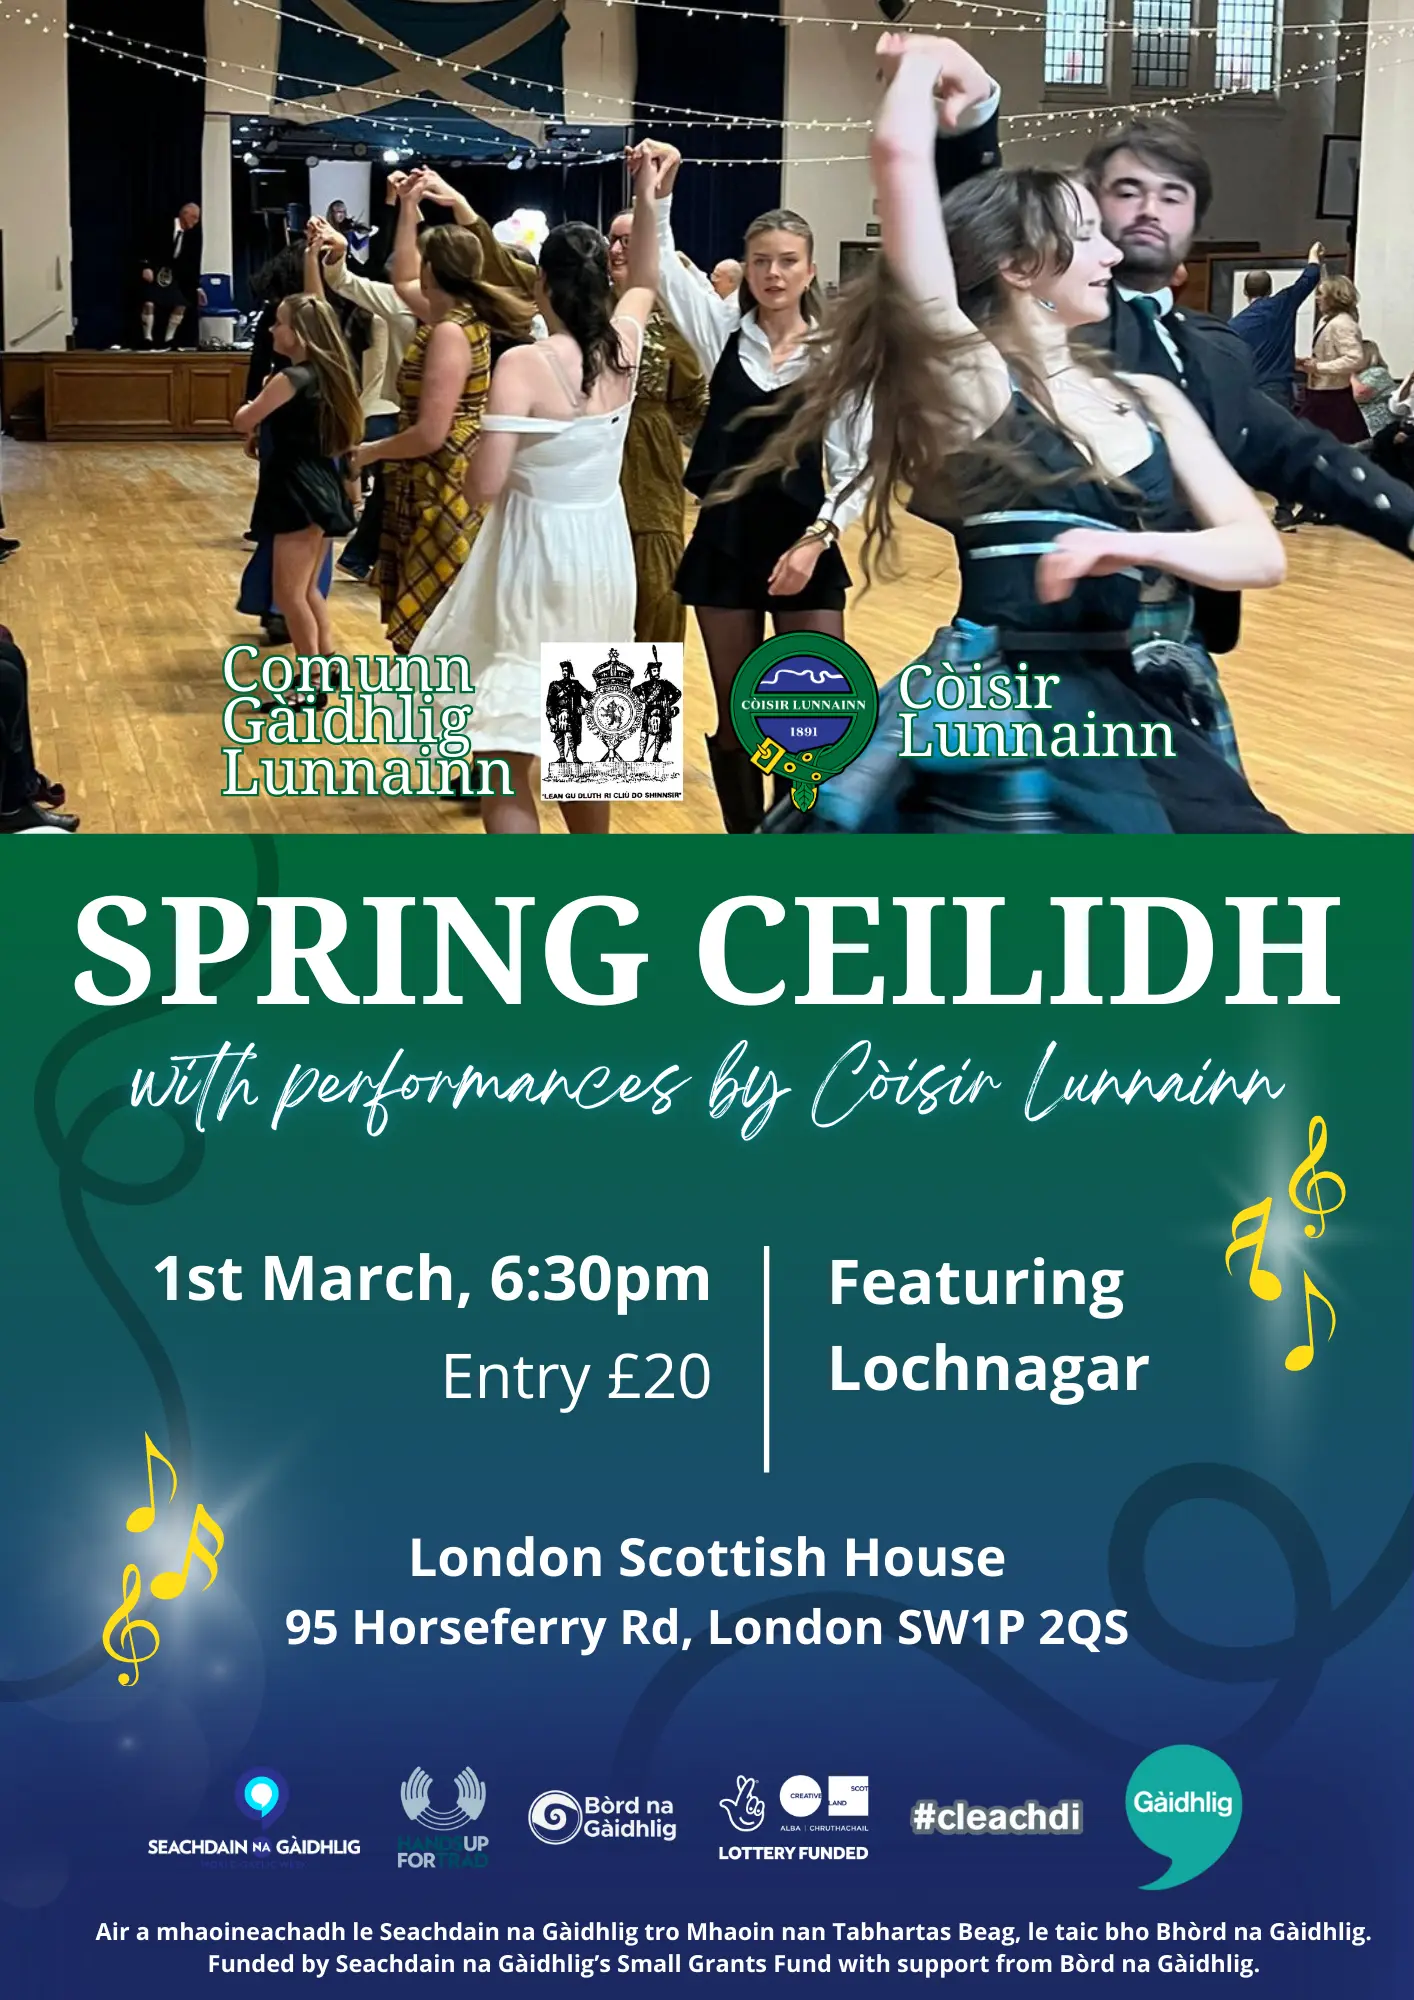 Comunn
Gàidhlig
Lunnainn
"LEAN GU DLUTH RI CLIÙ DO SHINNSIR"
CÒISIR LUNNAINN
1891
Còisir
Lunnainn
SPRING CEILIDH
with performances by Còisir Lunnainn
1st March, 6:30pm
Entry £20
Featuring
Lochnagar
London Scottish House
95 Horseferry Rd, London SW1P 2QS
SEACHDAIN NA GÀIDHLIG
HANDS UP
FOR TRAD
Bòrd na
Gàidhlig
CREATIVE SCOT
LAND
ALBA | CHRUTHACHAIL
LOTTERY FUNDED
#cleachdi
Gàidhlig
Air a mhaoineachadh le Seachdain na Gàidhlig tro Mhaoin nan Tabhartas Beag, le taic bho Bhòrd na Gàidhlig.
Funded by Seachdain na Gàidhlig's Small Grants Fund with support from Bòrd na Gàidhlig.